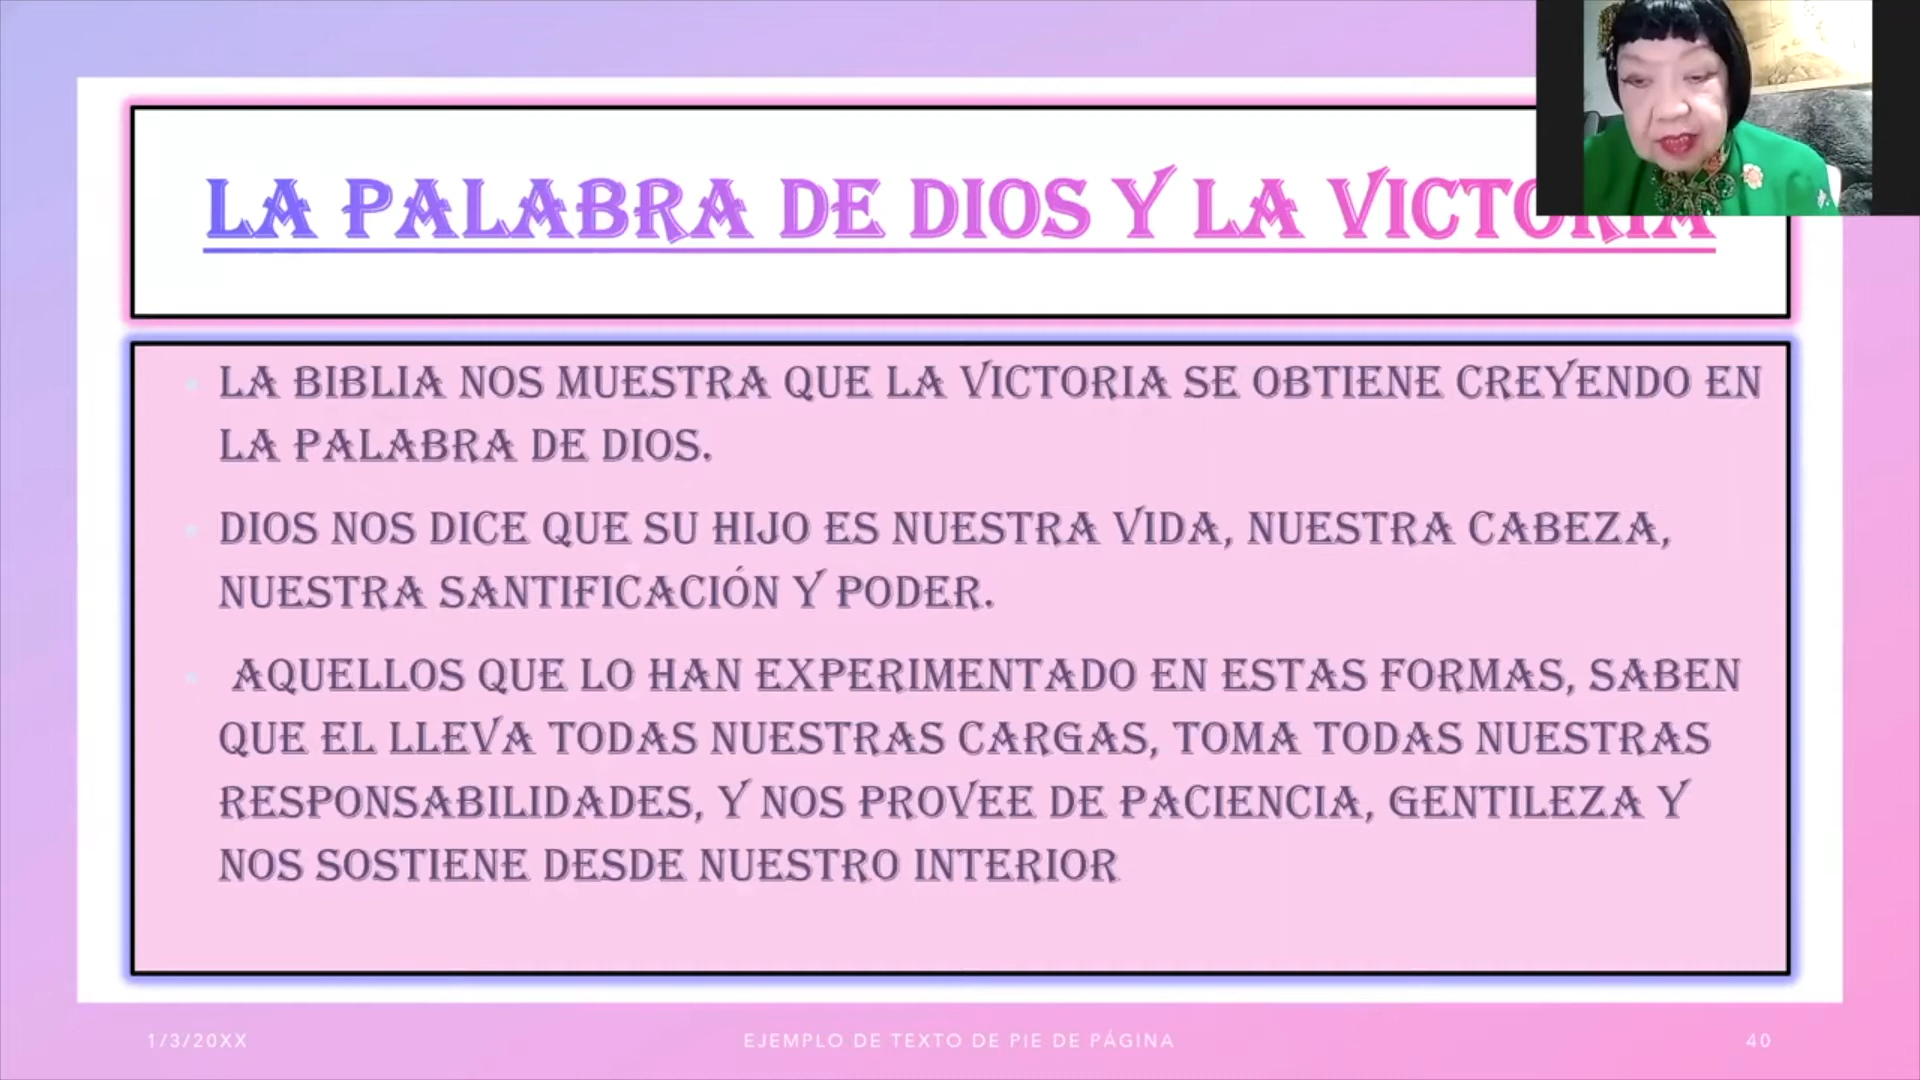 LA PALABRA DE DIOS Y LA VICTORIA
LA BIBLIA NOS MUESTRA QUE LA VICTORIA SE OBTIENE CREYENDO EN
LA PALABRA DE DIOS.
DIOS NOS DICE QUE SU HIJO ES NUESTRA VIDA, NUESTRA CABEZA,
NUESTRA SANTIFICACIÓN Y PODER.
AQUELLOS QUE LO HAN EXPERIMENTADO EN ESTAS FORMAS, SABEN
QUE EL LLEVA TODAS NUESTRAS CARGAS, TOMA TODAS NUESTRAS
RESPONSABILIDADES, Y NOS PROVEE DE PACIENCIA, GENTILEZA Y
NOS SOSTIENE DESDE NUESTRO INTERIOR
1/3/20XX
EJEMPLO DE TEXTO DE PIE DE PÁGINA
40